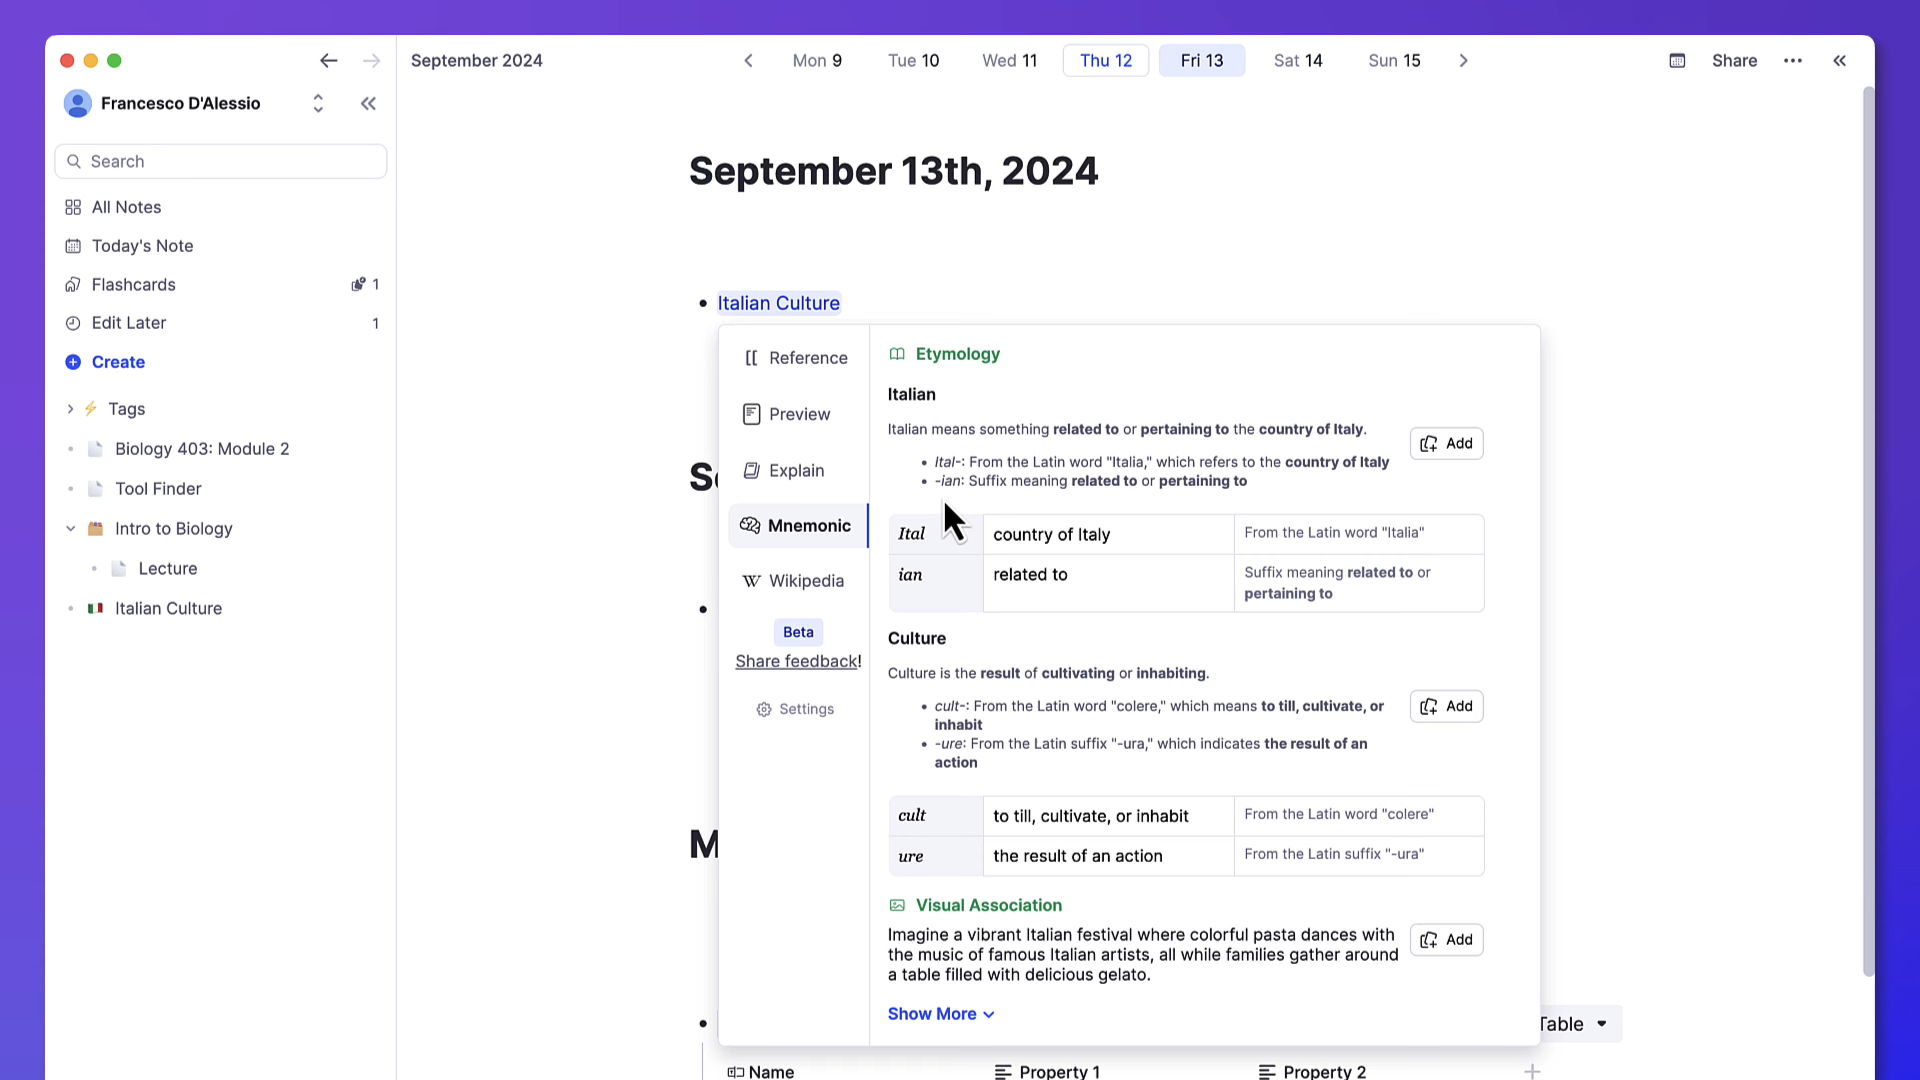 September 2024
Mon 9
Tue 10
Wed 11
Thu 12
Fri 13
Sat 14
Sun 15
Share
Francesco D'Alessio
Search
All Notes
Today's Note
Flashcards
1
Edit Later
1
Create
Tags
Biology 403: Module 2
Tool Finder
Intro to Biology
Lecture
Italian Culture
September 13th, 2024
Italian Culture
Reference
Preview
Explain
Mnemonic
Wikipedia
Beta
Share feedback!
Settings
Etymology
Italian
Italian means something related to or pertaining to the country of Italy.
Add
Ital-: From the Latin word "Italia," which refers to the country of Italy
-ian: Suffix meaning related to or pertaining to
Ital
country of Italy
From the Latin word "Italia"
ian
related to
Suffix meaning related to or
pertaining to
Culture
Culture is the result of cultivating or inhabiting.
Add
cult-: From the Latin word "colere," which means to till, cultivate, or
inhabit
-ure: From the Latin suffix "-ura," which indicates the result of an
action
cult
to till, cultivate, or inhabit
From the Latin word "colere"
ure
the result of an action
From the Latin suffix "-ura"
Visual Association
Imagine a vibrant Italian festival where colorful pasta dances with
the music of famous Italian artists, all while families gather around
a table filled with delicious gelato.
Add
Show More
Table
Name
Property 1
Property 2